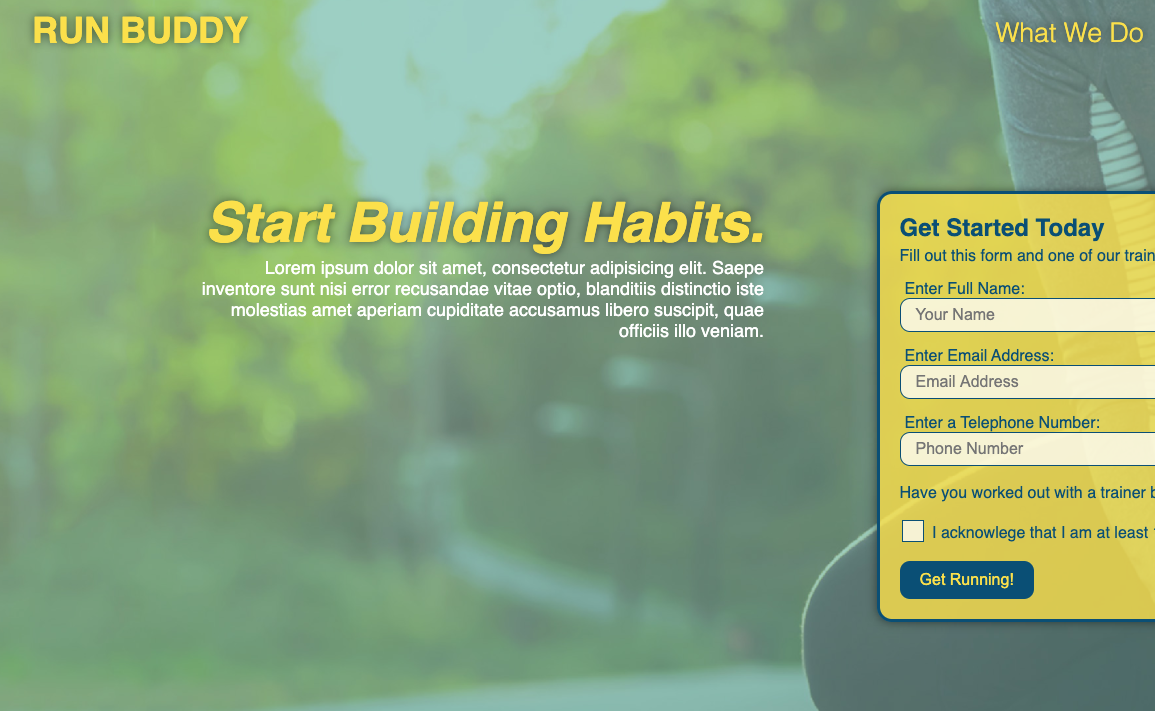 RUN BUDDY
What We Do
Start Building Habits.
Lorem ipsum dolor sit amet, consectetur adipisicing elit. Saepe
inventore sunt nisi error recusandae vitae optio, blanditiis distinctio iste
molestias amet aperiam cupiditate accusamus libero suscipit, quae
officiis illo veniam.
Get Started Today
Fill out this form and one of our train
Enter Full Name:
Your Name
Enter Email Address:
Email Address
Enter a Telephone Number:
Phone Number
Have you worked out with a trainer b
I acknowlege that I am at least
Get Running!